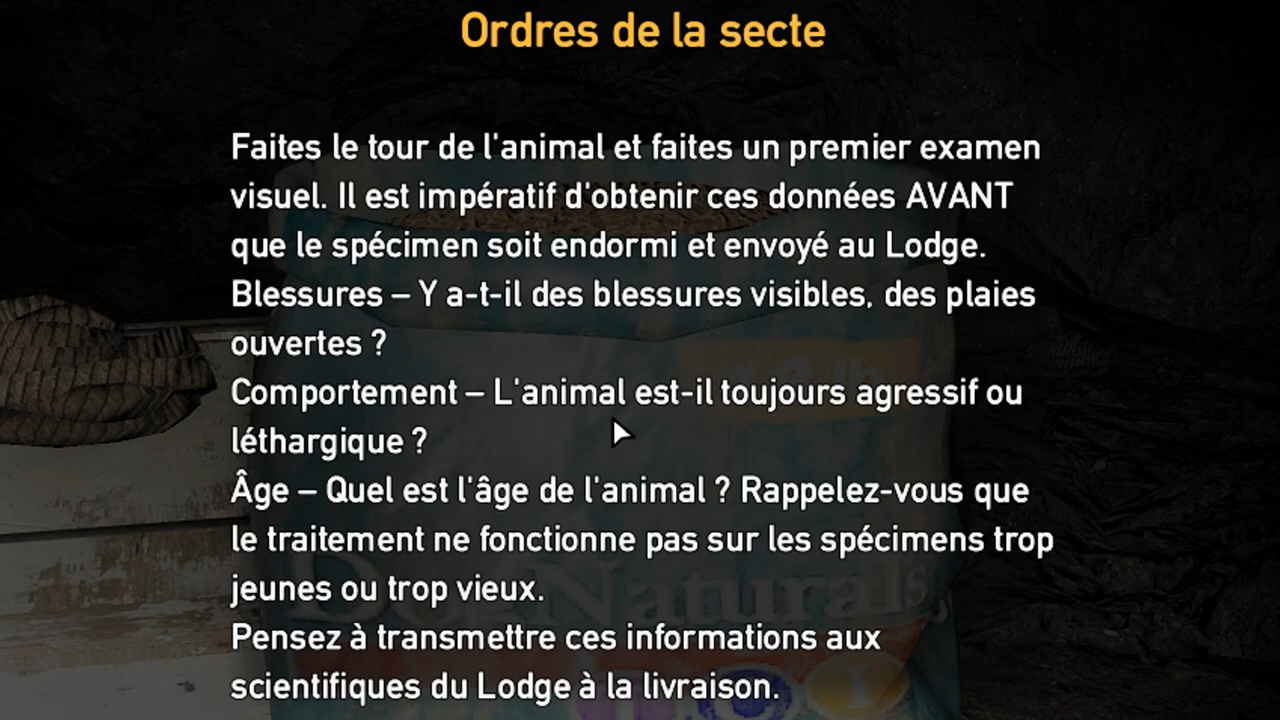 Ordres de la secte
Faites le tour de l'animal et faites un premier examen
visuel. Il est impératif d'obtenir ces données AVANT
que le spécimen soit endormi et envoyé au Lodge.
Blessures – Y a-t-il des blessures visibles, des plaies
ouvertes ?
Comportement – L'animal est-il toujours agressif ou
léthargique ?
Âge – Quel est l'âge de l'animal ? Rappelez-vous que
le traitement ne fonctionne pas sur les spécimens trop
jeunes ou trop vieux.
Pensez à transmettre ces informations aux
scientifiques du Lodge à la livraison.